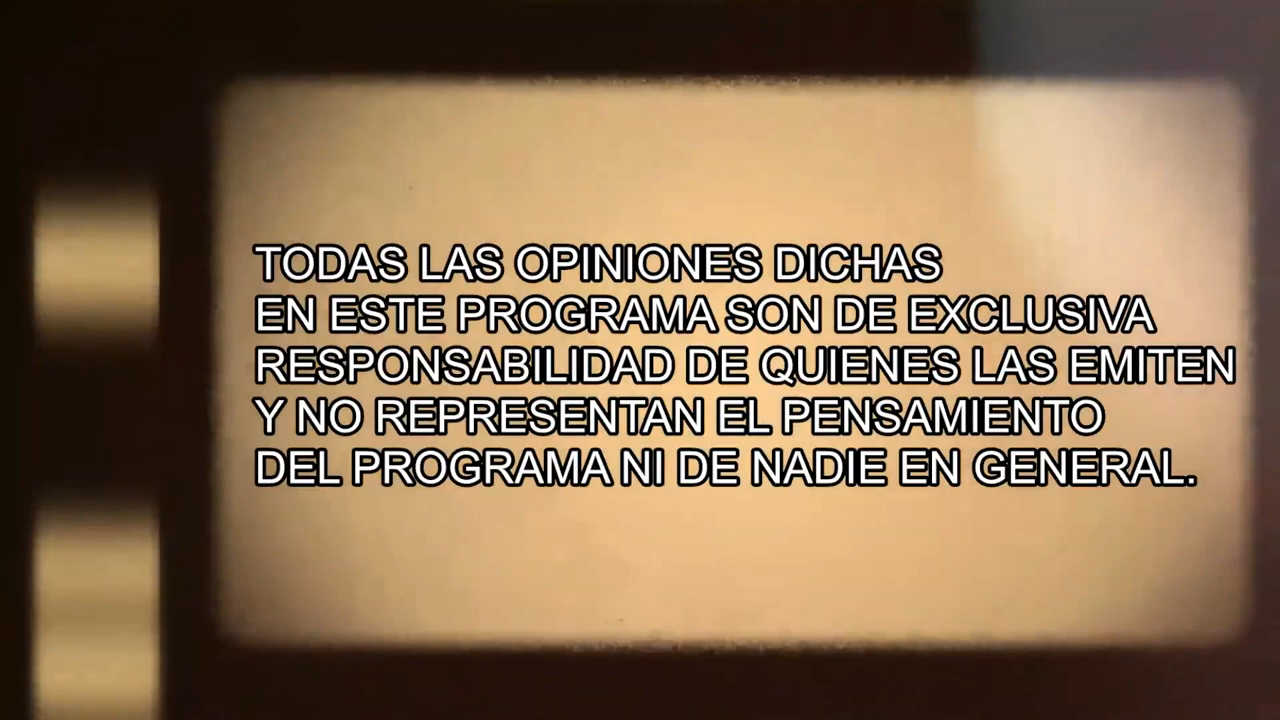 TODAS LAS OPINIONES DICHAS
EN ESTE PROGRAMA SON DE EXCLUSIVA
RESPONSABILIDAD DE QUIENES LAS EMITEN
Y NO REPRESENTAN EL PENSAMIENTO
DEL PROGRAMA NI DE NADIE EN GENERAL.